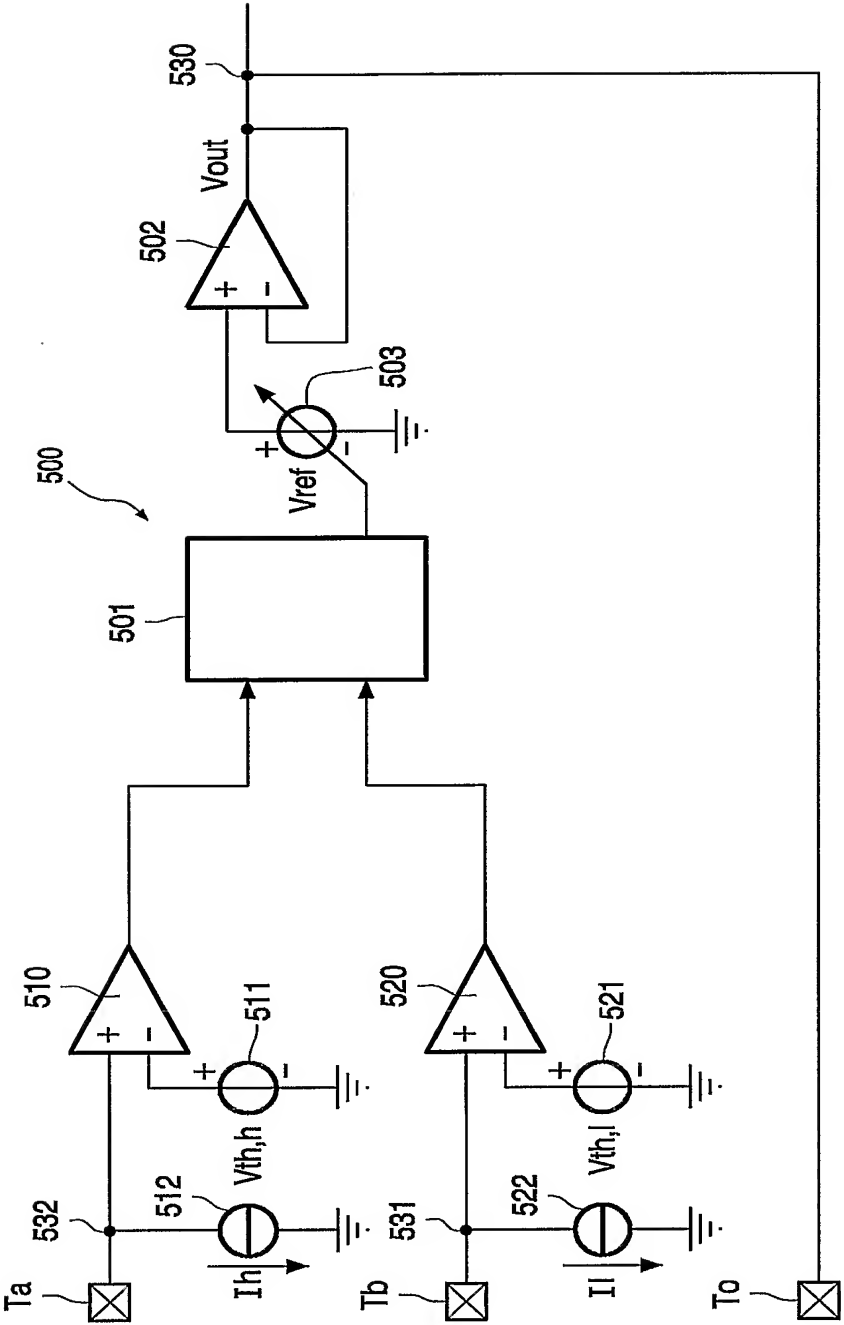 500
530
Vout
502
+
-
503
+
-
Vref
501
510
+
-
511
+
-
Vth,h
512
Ih
532
Ta
520
+
-
521
+
-
Vth,l
522
Il
531
Tb
To